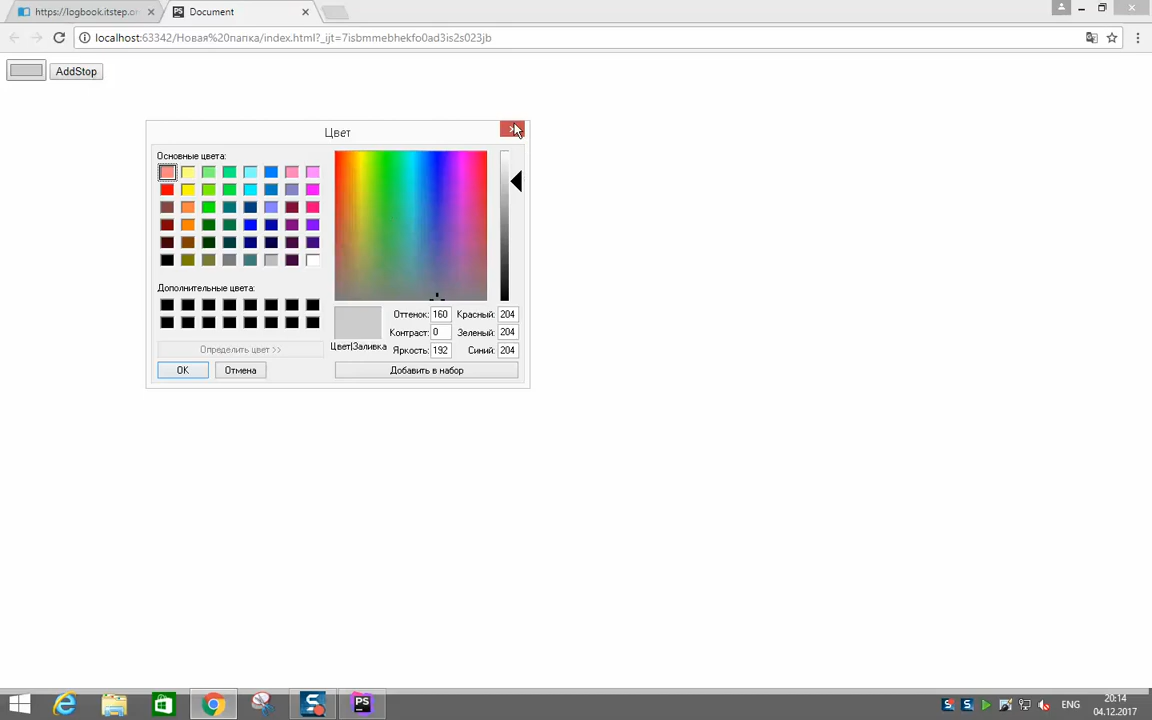 https://logbook.itstep.o
Document
localhost:63342/Новая%20папка/index.html?_ijt=7isbmmebhekfo0ad3is2s023jb
AddStop
Цвет
Основные цвета:
Дополнительные цвета:
Оттенок: 160 Красный: 204
Контраст: 0 Зеленый: 204
Цвет|Заливка Яркость: 192 Синий: 204
Определить цвет >>
OK Отмена Добавить в набор
PS
ENG
20:14
04.12.2017